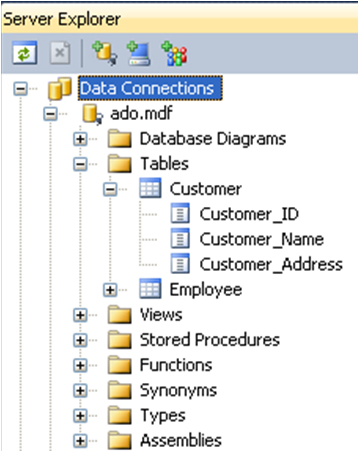 Server Explorer
Data Connections
ado.mdf
Database Diagrams
Tables
Customer
Customer_ID
Customer_Name
Customer_Address
Employee
Views
Stored Procedures
Functions
Synonyms
Types
Assemblies